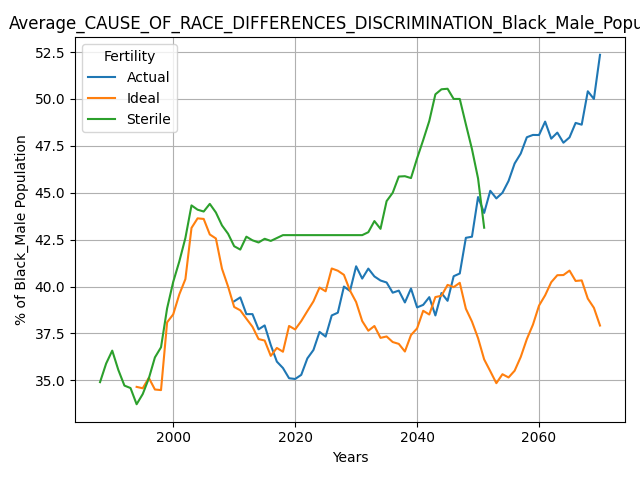 Average_CAUSE_OF_RACE_DIFFERENCES_DISCRIMINATION_Black_Male_Popu
Fertility
Actual
Ideal
Sterile
% of Black_Male Population
52.5
50.0
47.5
45.0
42.5
40.0
37.5
35.0
2000
2020
2040
2060
Years